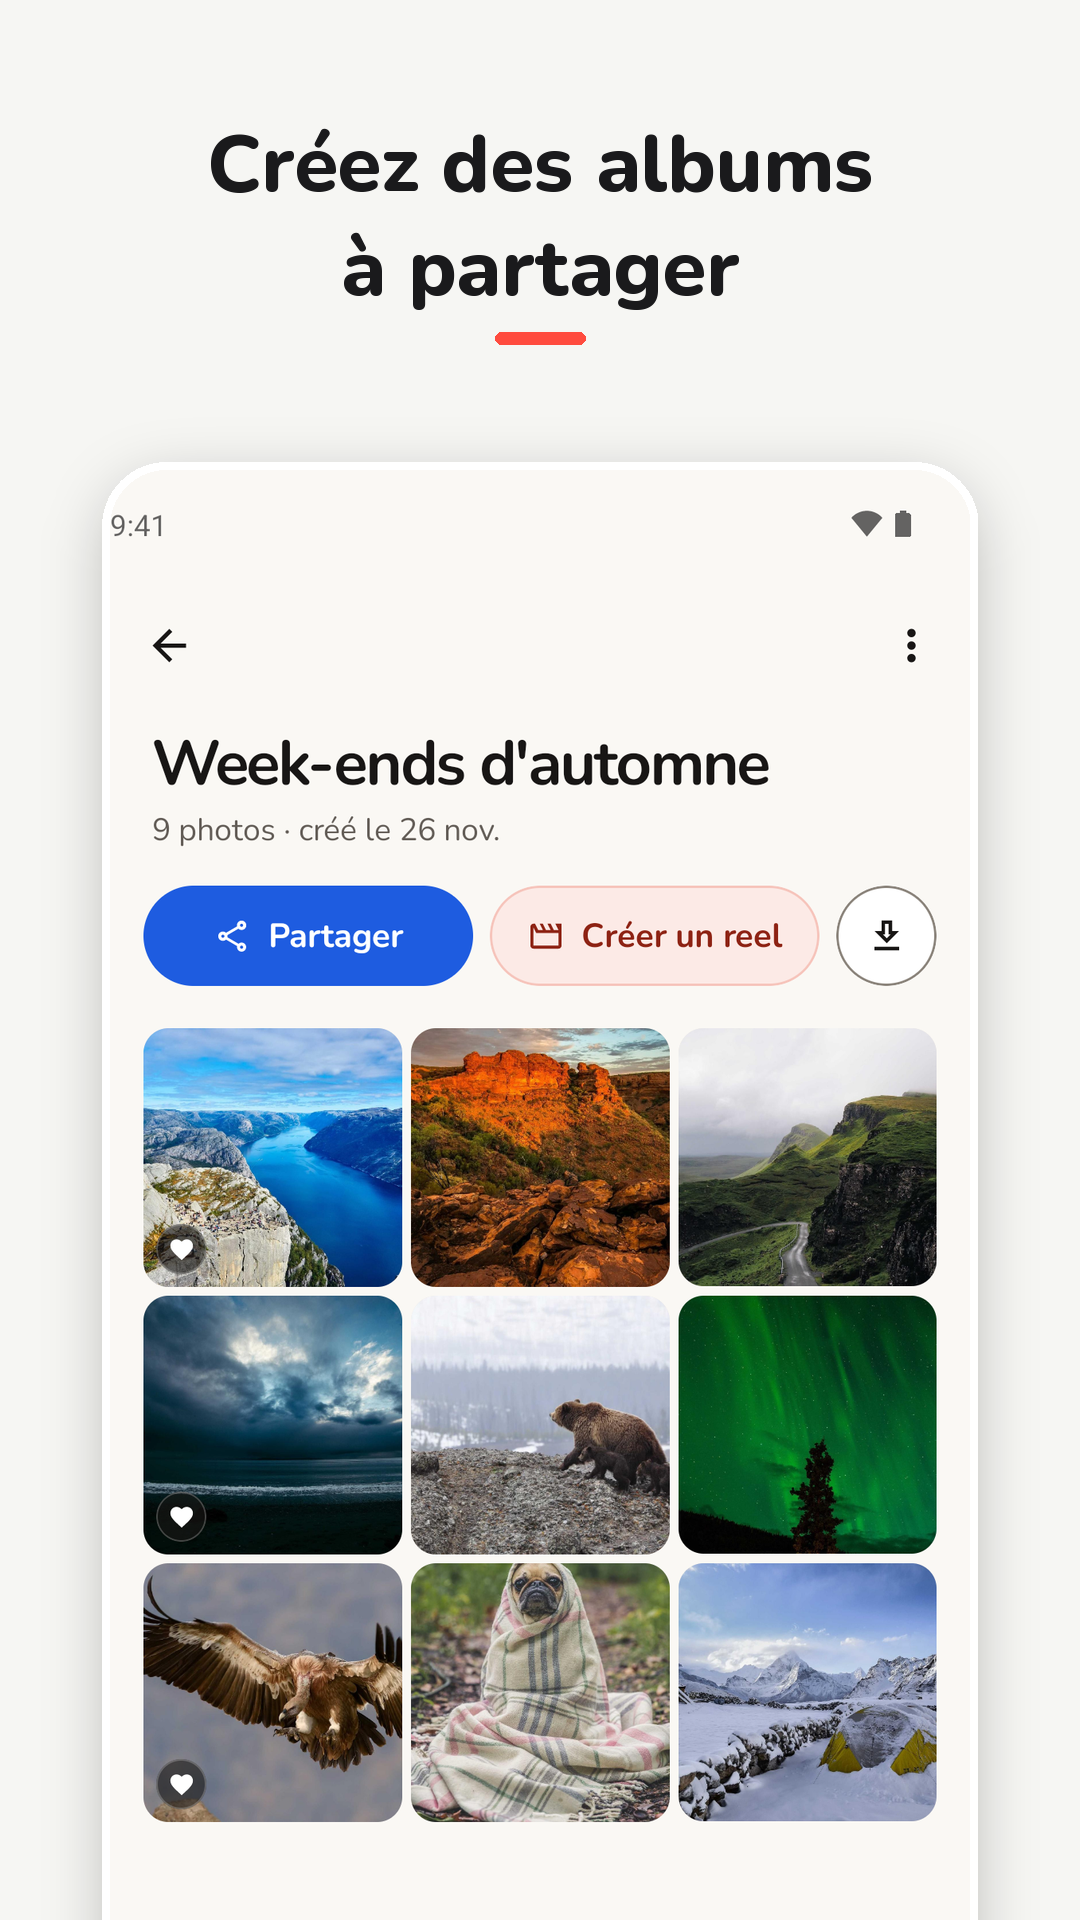 Créez des albums
à partager
9:41
Week-ends d'automne
9 photos · créé le 26 nov.
Partager
Créer un reel